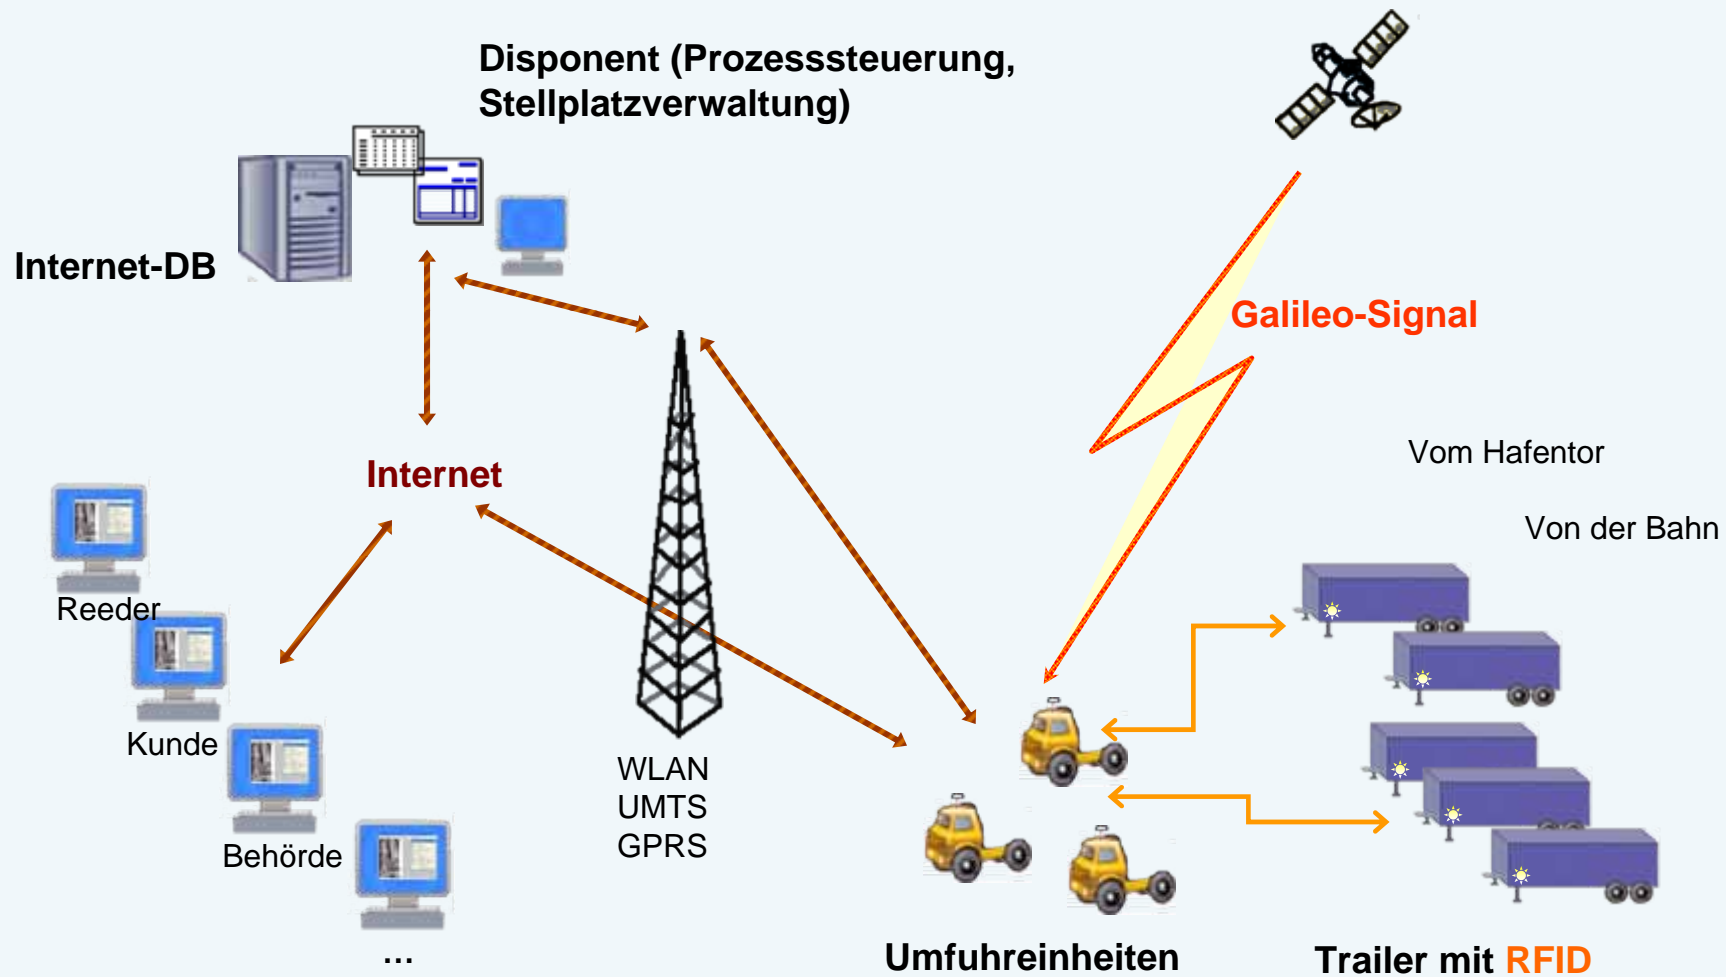 Disponent (Prozesssteuerung,
Stellplatzverwaltung)
Internet-DB
Galileo-Signal
Internet
Vom Hafentor
Von der Bahn
Reeder
Kunde
Behörde
...
WLAN
UMTS
GPRS
Umfuhreinheiten
Trailer mit RFID